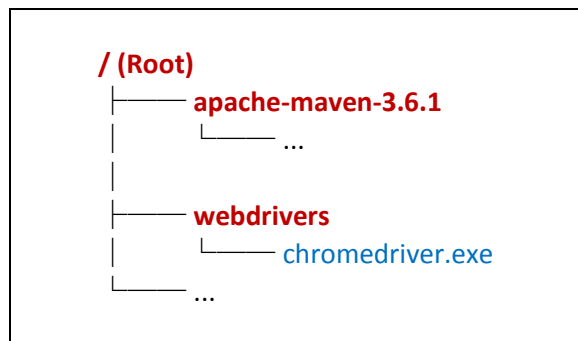 / (Root)
├──── apache-maven-3.6.1
│ └──── ...
│
├──── webdrivers
│ └──── chromedriver.exe
└──── ...